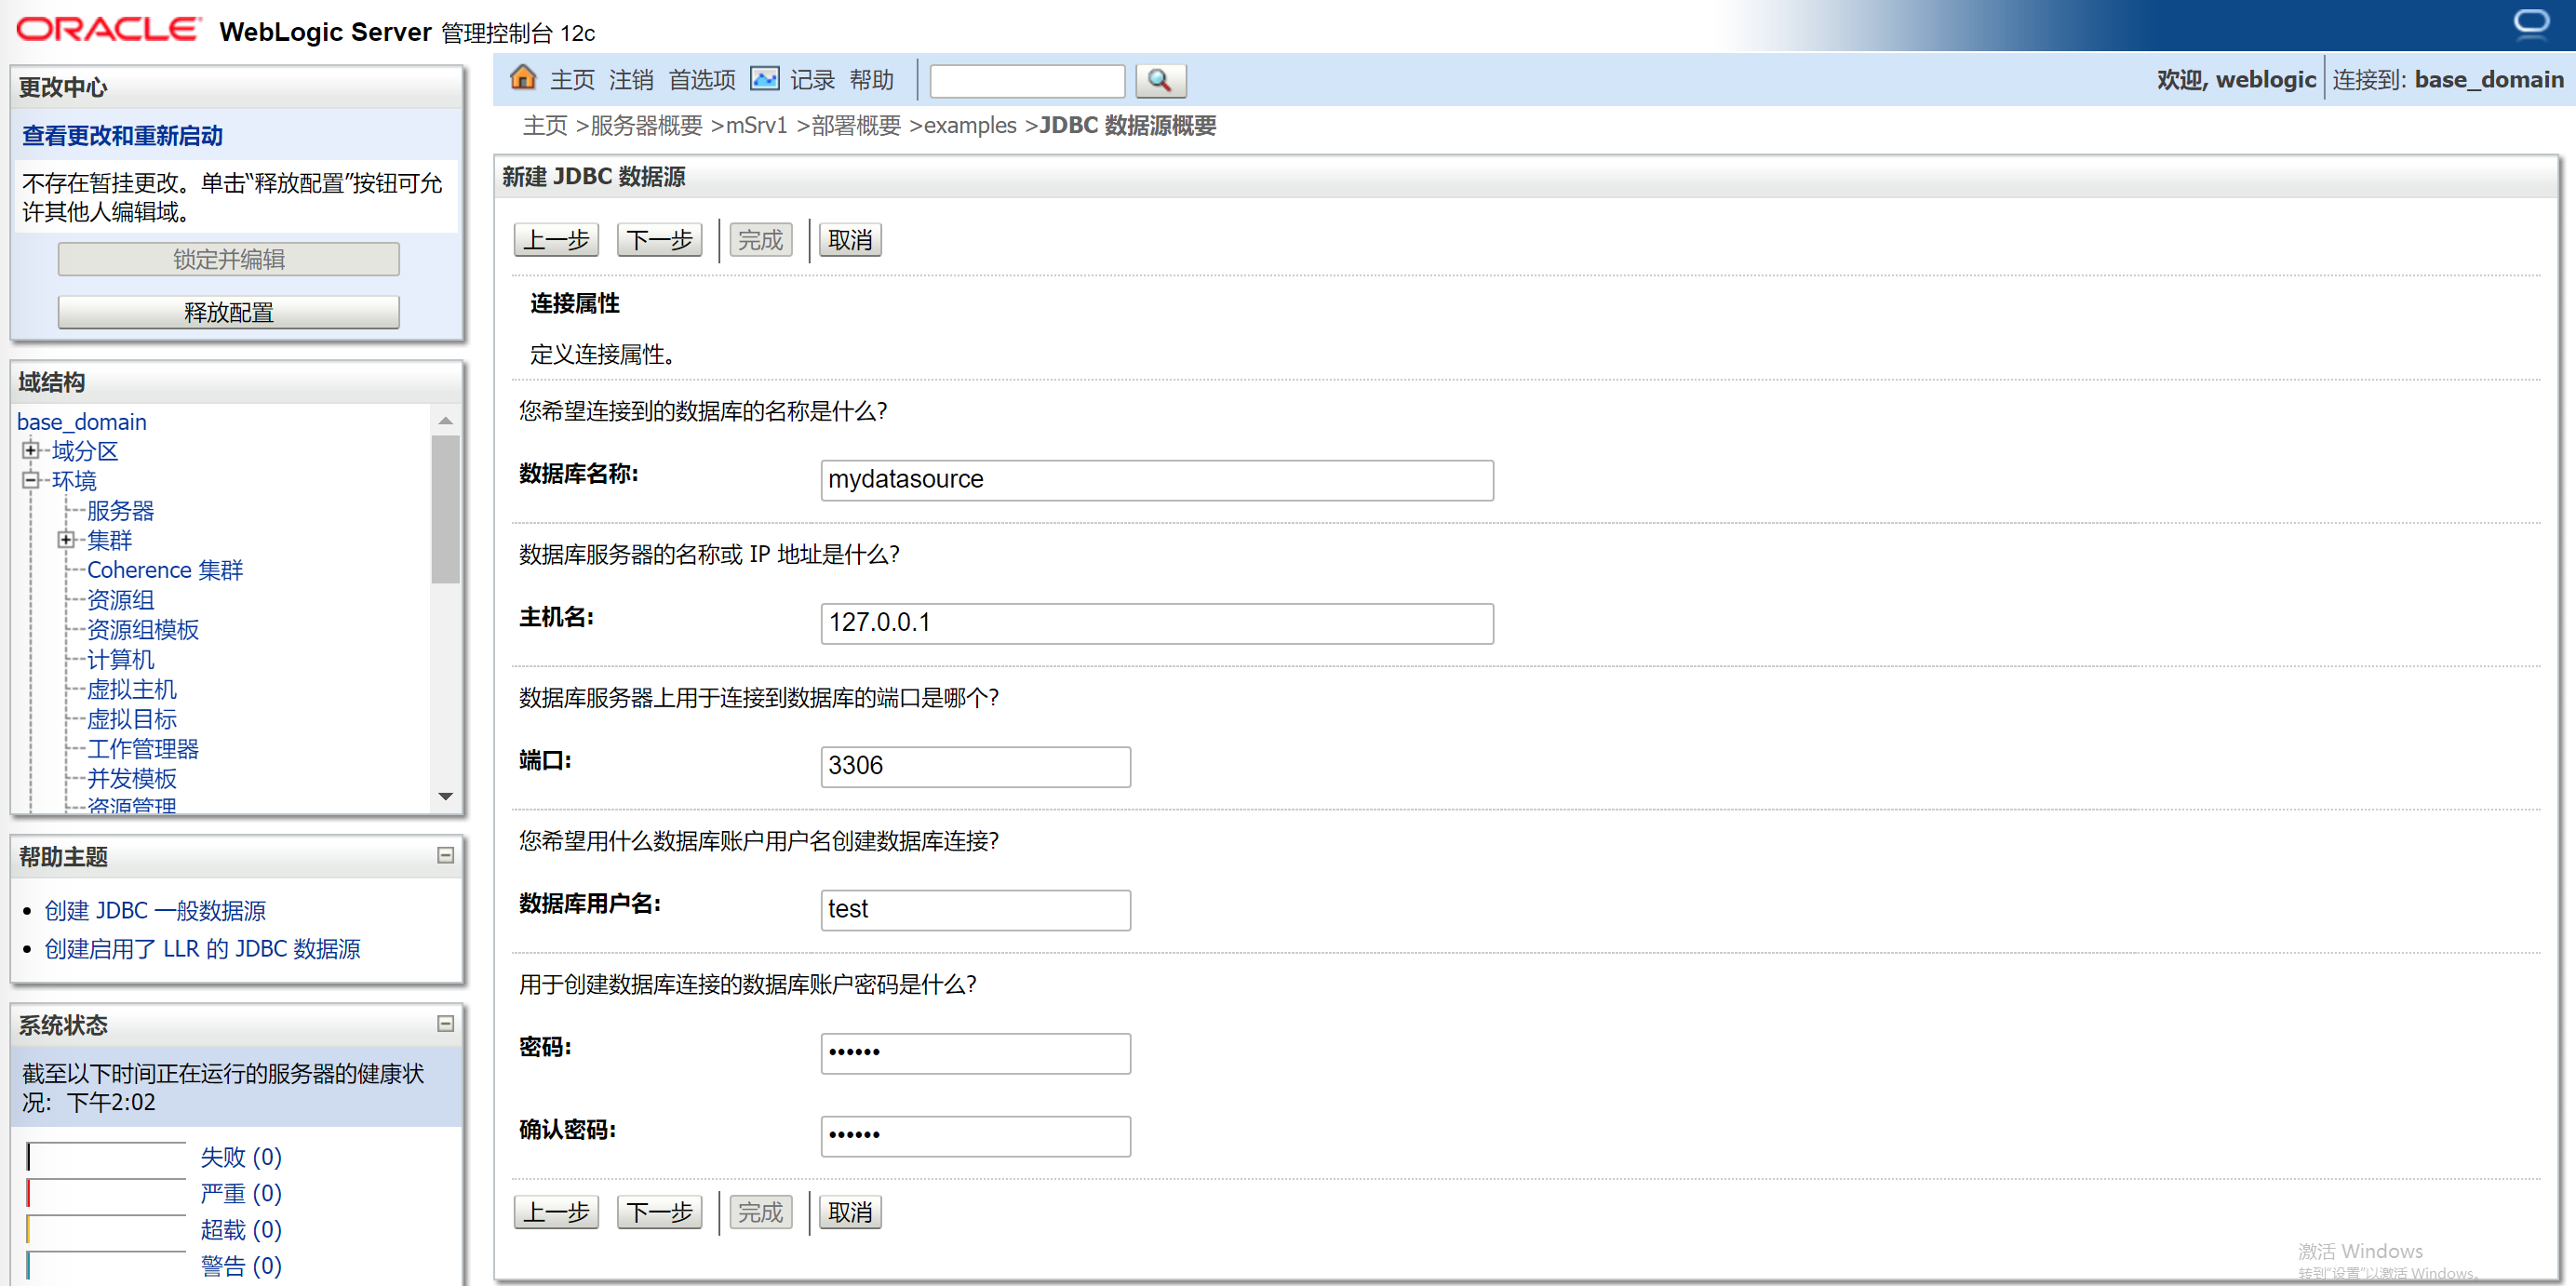 ORACLE WebLogic Server 管理控制台 12c
更改中心
查看更改和重新启动
不存在暂挂更改。单击“释放配置”按钮可允
许其他人编辑域。
锁定并编辑
释放配置
域结构
base_domain
域分区
环境
服务器
集群
Coherence 集群
资源组
资源组模板
计算机
虚拟主机
虚拟目标
工作管理器
并发模板
资源管理
帮助主题
创建 JDBC 一般数据源
创建启用了 LLR 的 JDBC 数据源
系统状态
截至以下时间正在运行的服务器的健康状
况: 下午2:02
失败 (0)
严重 (0)
超载 (0)
警告 (0)
主页 注销 首选项 记录 帮助
欢迎, weblogic 连接到: base_domain
主页 >服务器概要 >mSrv1 >部署概要 >examples >JDBC 数据源概要
新建 JDBC 数据源
上一步 下一步 完成 取消
连接属性
定义连接属性。
您希望连接到的数据库的名称是什么?
数据库名称: mydatasource
数据库服务器的名称或 IP 地址是什么?
主机名: 127.0.0.1
数据库服务器上用于连接到数据库的端口是哪个?
端口: 3306
您希望用什么数据库账户用户名创建数据库连接?
数据库用户名: test
用于创建数据库连接的数据库账户密码是什么?
密码: ••••••
确认密码: ••••••
上一步 下一步 完成 取消
激活 Windows
转到“设置”以激活 Windows。